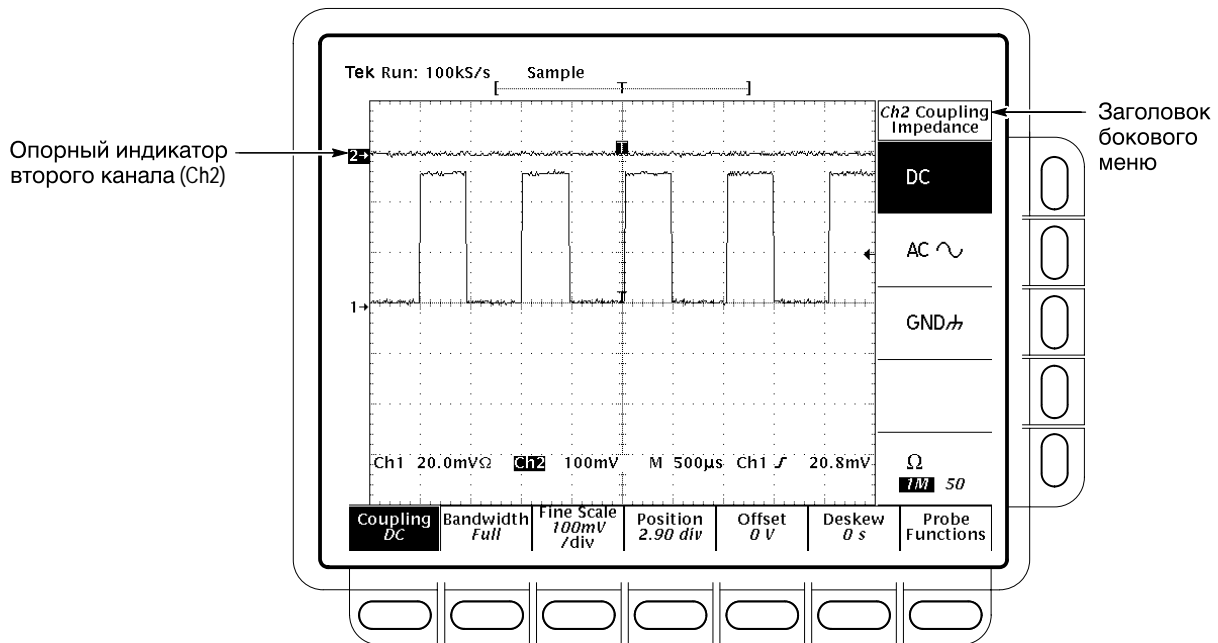 Tek Run: 100kS/s Sample
[ T ]
Ch2 Coupling
Impedance
Заголовок
бокового
меню
Опорный индикатор
второго канала (Ch2)
2→
T
DC
AC
1→
T
GND
Ch1 20.0mVΩ Ch2 100mV M 500µs Ch1 20.8mV
Ω
1M 50
Coupling
DC
Bandwidth
Full
Fine Scale
100mV
/div
Position
2.90 div
Offset
0 V
Deskew
0 s
Probe
Functions